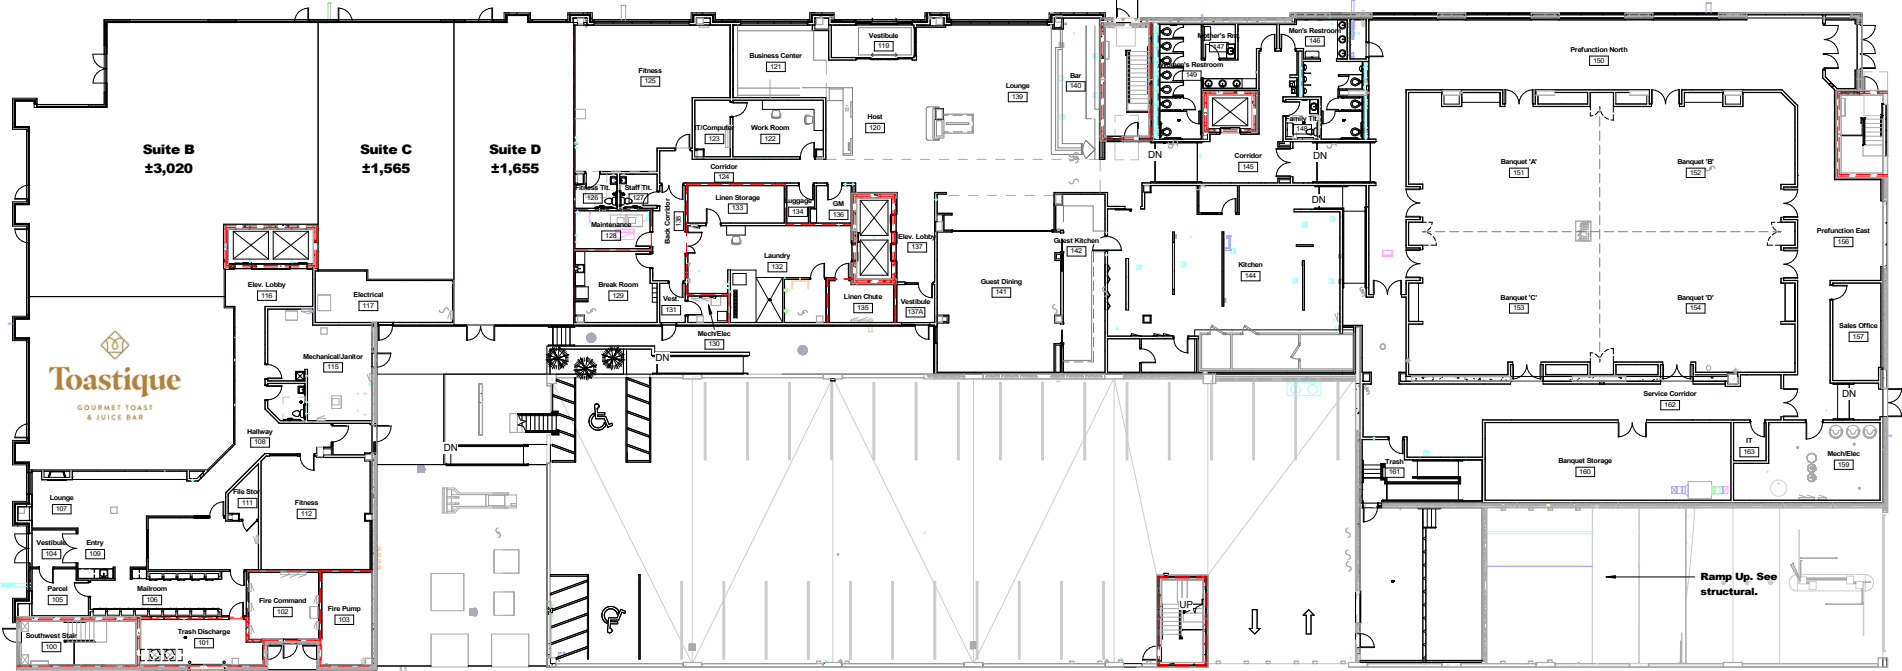 Suite B
±3,020
Suite C
±1,565
Suite D
±1,655
Toastique
GOURMET TOAST
& JUICE BAR
Elev. Lobby
116
Electrical
117
Mechanical/Janitor
115
Hallway
108
Lounge
107
File Stor.
111
Fitness
112
Vestibule
104
Entry
109
Parcel
105
Mailroom
106
Fire Command
102
Fire Pump
103
Southwest Stair
100
Trash Discharge
101
Fitness
125
Business Center
121
Vestibule
119
IT/Computer
123
Work Room
122
Host
120
Lounge
139
Bar
140
Corridor
124
Fitness Tlt.
126
Staff Tlt.
127
Maintenance
128
Back Corridor
138
Linen Storage
133
Luggage
134
GM
136
Elev. Lobby
137
Laundry
132
Break Room
129
Vest.
131
Mech/Elec
130
Linen Chute
135
Vestibule
137A
Guest Dining
141
Guest Kitchen
142
Kitchen
144
Mother's Rm.
147
Men's Restroom
146
Women's Restroom
149
Family Tlt.
148
Corridor
145
DN
DN
DN
DN
DN
DN
UP
Prefunction North
150
Banquet 'A'
151
Banquet 'B'
152
Banquet 'C'
153
Banquet 'D'
154
Prefunction East
156
Sales Office
157
Service Corridor
162
Banquet Storage
160
IT
163
Mech/Elec
159
Trash
161
Ramp Up. See
structural.